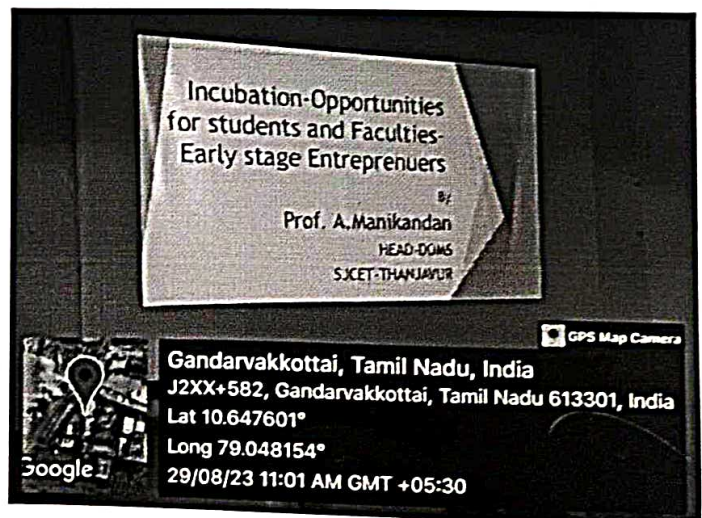 Incubation-Opportunities
for students and Faculties-
Early stage Entreprenuers
By
Prof. A.Manikandan
HEAD-DOMS
SJCET-THANJAVUR
GPS Map Camera
Gandarvakkottai, Tamil Nadu, India
J2XX+582, Gandarvakkottai, Tamil Nadu 613301, India
Lat 10.647601°
Long 79.048154°
29/08/23 11:01 AM GMT +05:30
Google